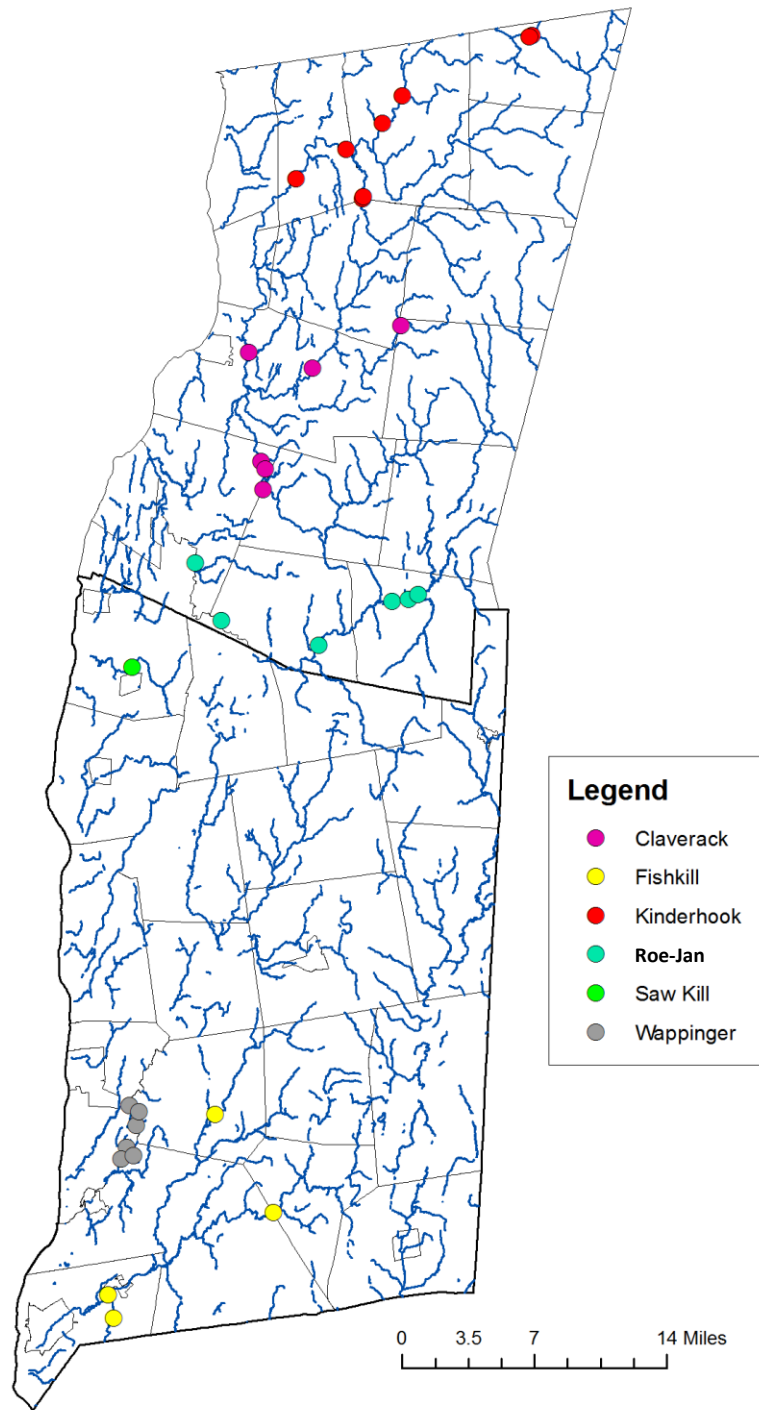 Legend
Claverack
Fishkill
Kinderhook
Roe-Jan
Saw Kill
Wappinger
0 3.5 7 14 Miles